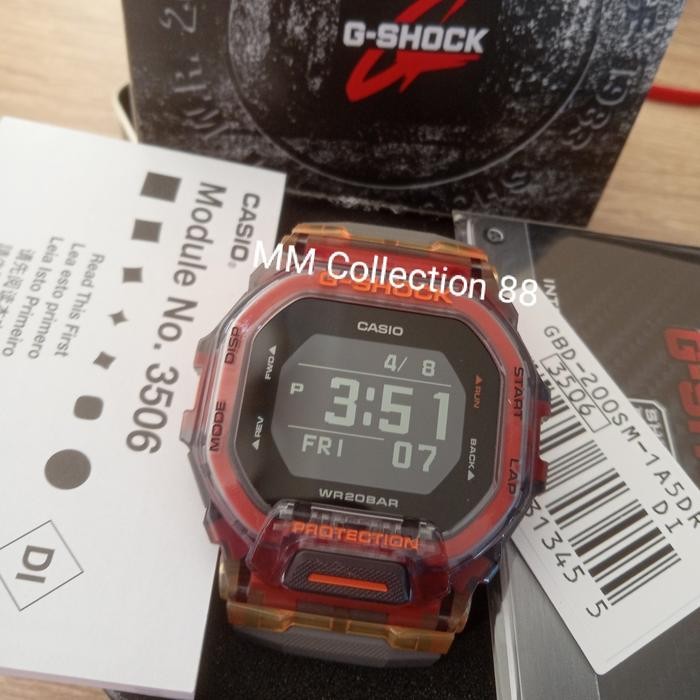 G-SHOCK
CASIO®
Module No. 3506
Read This First
Lea esto primero
Leia Isto Primeiro
DI
MM Collection 88
G-SHOCK
CASIO
DISP
FWD
MODE
REV
START
RUN
LAP
BACK
4/ 8
P 3:51
FRI 07
WR20BAR
PROTECTION
GBD-200SM-1A5DR
3506
DI
31345 5